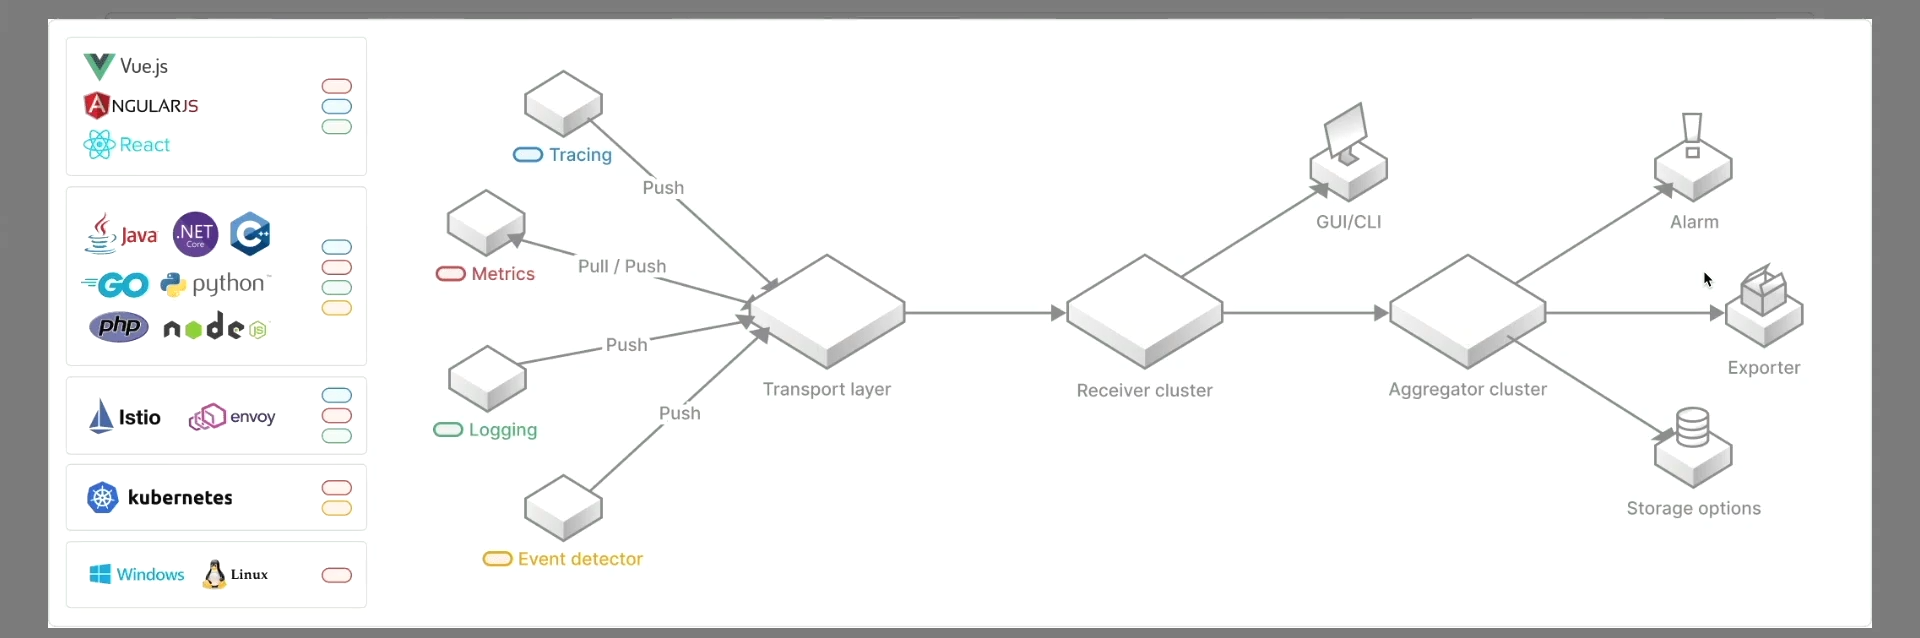 Vue.js
ANGULARJS
React
Java
.NET
Core
C++
GO
python™
php
node
JS
Istio
envoy
kubernetes
Windows
Linux
Tracing
Push
Metrics
Pull / Push
Logging
Push
Push
Event detector
Transport layer
Receiver cluster
GUI/CLI
Aggregator cluster
Alarm
Exporter
Storage options